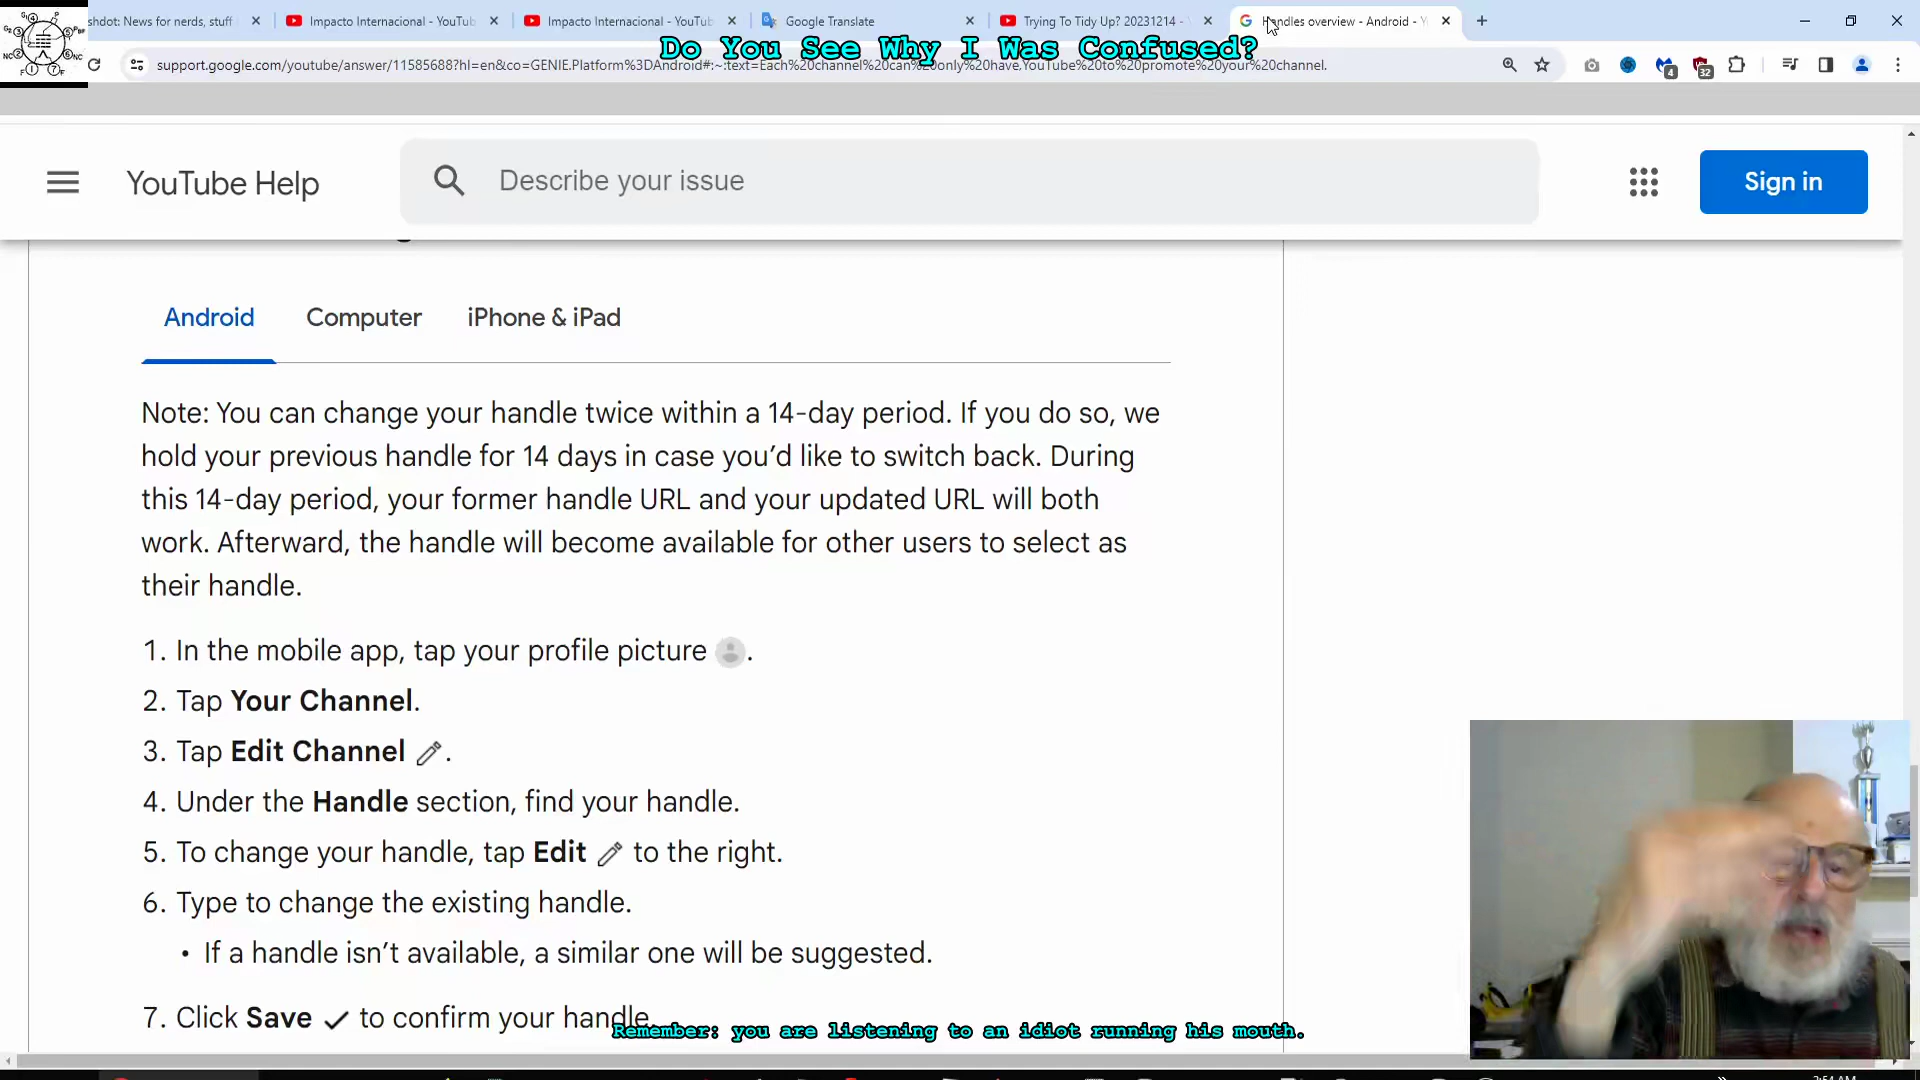 shdot: News for nerds, stuff
Impacto Internacional - YouTub
Impacto Internacional - YouTub
Google Translate
Trying To Tidy Up? 20231214 -
Handles overview - Android - Y
Do You See Why I Was Confused?
support.google.com/youtube/answer/11585688?hl=en&co=GENIE.Platform%3DAndroid#:~:text=Each%20channel%20can%20only%20have,YouTube%20to%20promote%20your%20channel.
4
32
YouTube Help
Describe your issue
Sign in
Android
Computer
iPhone & iPad
Note: You can change your handle twice within a 14-day period. If you do so, we
hold your previous handle for 14 days in case you’d like to switch back. During
this 14-day period, your former handle URL and your updated URL will both
work. Afterward, the handle will become available for other users to select as
their handle.
1. In the mobile app, tap your profile picture .
2. Tap Your Channel.
3. Tap Edit Channel .
4. Under the Handle section, find your handle.
5. To change your handle, tap Edit to the right.
6. Type to change the existing handle.
• If a handle isn’t available, a similar one will be suggested.
7. Click Save to confirm your handle.
Remember: you are listening to an idiot running his mouth.